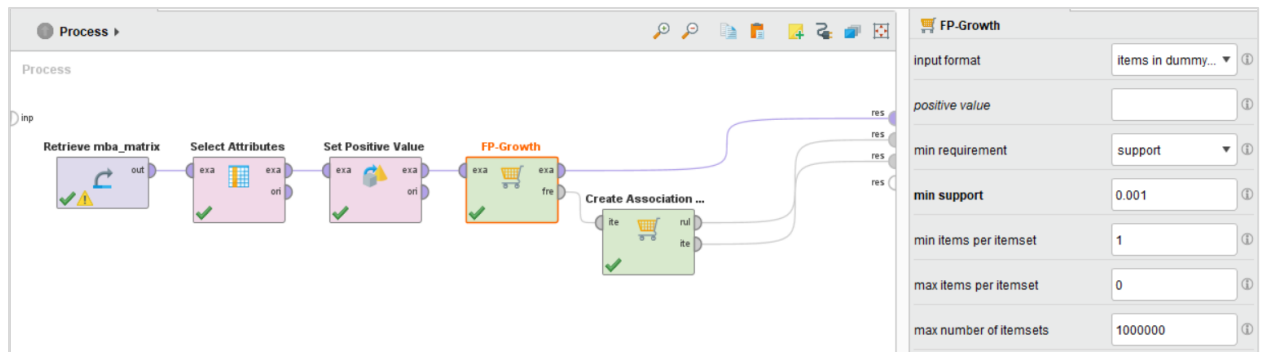 Process
Process
inp
Retrieve mba_matrix
out
Select Attributes
exa
exa
ori
Set Positive Value
exa
exa
ori
FP-Growth
exa
exa
fre
Create Association ...
ite
rul
ite
res
res
res
res
FP-Growth
input format
items in dummy...
positive value
min requirement
support
min support
0.001
min items per itemset
1
max items per itemset
0
max number of itemsets
1000000